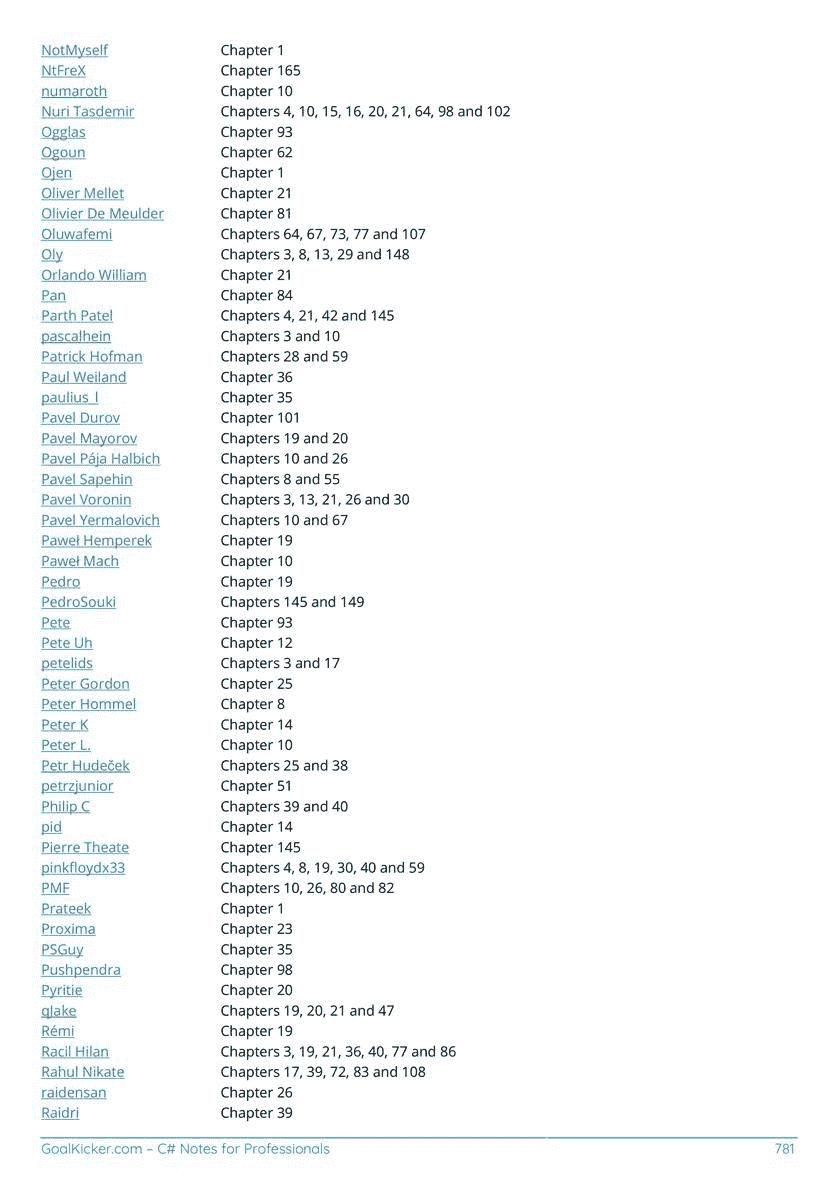 NotMyself Chapter 1
NtFreX Chapter 165
numaroth Chapter 10
Nuri Tasdemir Chapters 4, 10, 15, 16, 20, 21, 64, 98 and 102
Ogglas Chapter 93
Ogoun Chapter 62
Ojen Chapter 1
Oliver Mellet Chapter 21
Olivier De Meulder Chapter 81
Oluwafemi Chapters 64, 67, 73, 77 and 107
Oly Chapters 3, 8, 13, 29 and 148
Orlando William Chapter 21
Pan Chapter 84
Parth Patel Chapters 4, 21, 42 and 145
pascalhein Chapters 3 and 10
Patrick Hofman Chapters 28 and 59
Paul Weiland Chapter 36
paulius_l Chapter 35
Pavel Durov Chapter 101
Pavel Mayorov Chapters 19 and 20
Pavel Pája Halbich Chapters 10 and 26
Pavel Sapehin Chapters 8 and 55
Pavel Voronin Chapters 3, 13, 21, 26 and 30
Pavel Yermalovich Chapters 10 and 67
Paweł Hemperek Chapter 19
Paweł Mach Chapter 10
Pedro Chapter 19
PedroSouki Chapters 145 and 149
Pete Chapter 93
Pete Uh Chapter 12
petelids Chapters 3 and 17
Peter Gordon Chapter 25
Peter Hommel Chapter 8
Peter K Chapter 14
Peter L. Chapter 10
Petr Hudeček Chapters 25 and 38
petrzjunior Chapter 51
Philip C Chapters 39 and 40
pid Chapter 14
Pierre Theate Chapter 145
pinkfloydx33 Chapters 4, 8, 19, 30, 40 and 59
PMF Chapters 10, 26, 80 and 82
Prateek Chapter 1
Proxima Chapter 23
PSGuy Chapter 35
Pushpendra Chapter 98
Pyritie Chapter 20
qJake Chapters 19, 20, 21 and 47
Rémi Chapter 19
Racil Hilan Chapters 3, 19, 21, 36, 40, 77 and 86
Rahul Nikate Chapters 17, 39, 72, 83 and 108
raidensan Chapter 26
Raidri Chapter 39
GoalKicker.com – C# Notes for Professionals 781